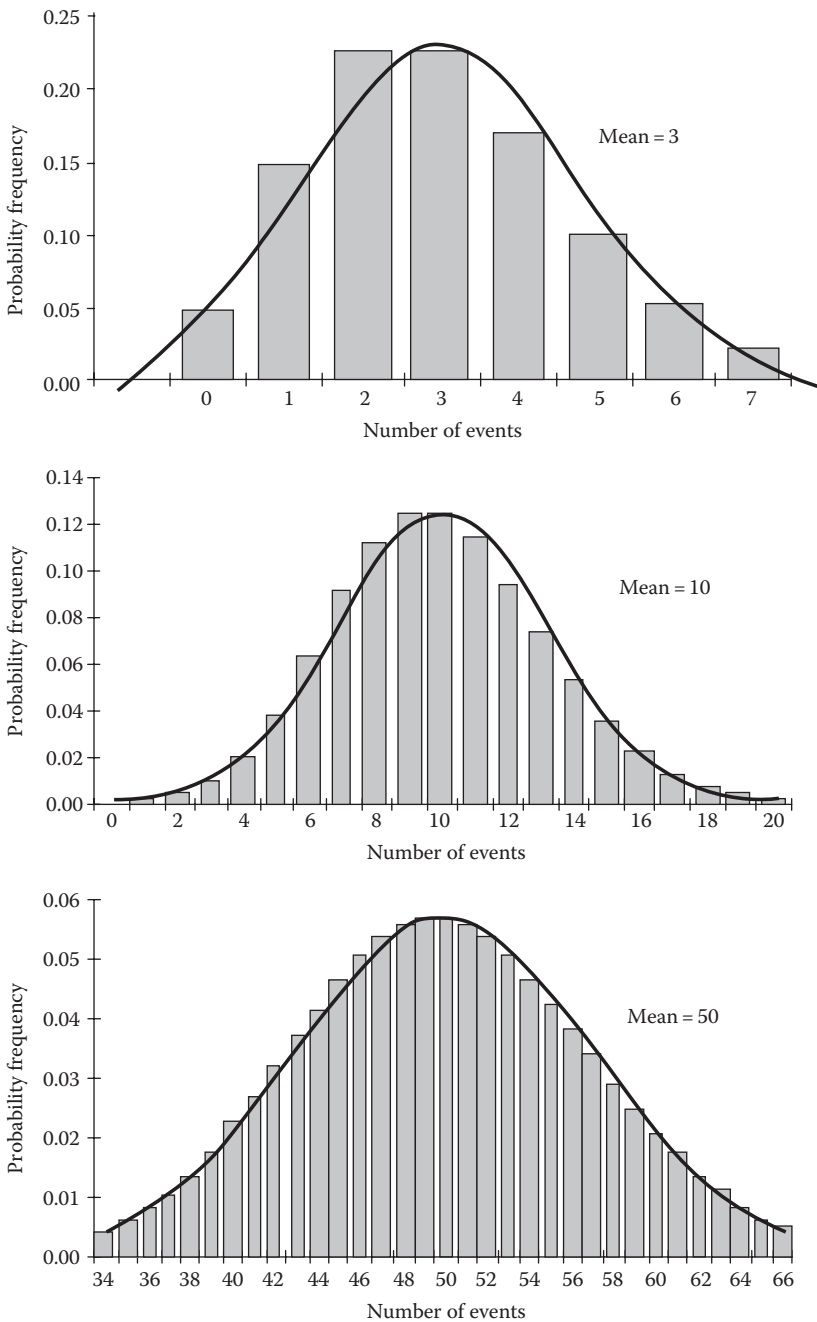 0.25
0.20
0.15
0.10
0.05
0.00
Probability frequency
Mean = 3
0 1 2 3 4 5 6 7
Number of events
0.14
0.12
0.10
0.08
0.06
0.04
0.02
0.00
Probability frequency
Mean = 10
0 2 4 6 8 10 12 14 16 18 20
Number of events
0.06
0.05
0.04
0.03
0.02
0.01
0.00
Probability frequency
Mean = 50
34 36 38 40 42 44 46 48 50 52 54 56 58 60 62 64 66
Number of events